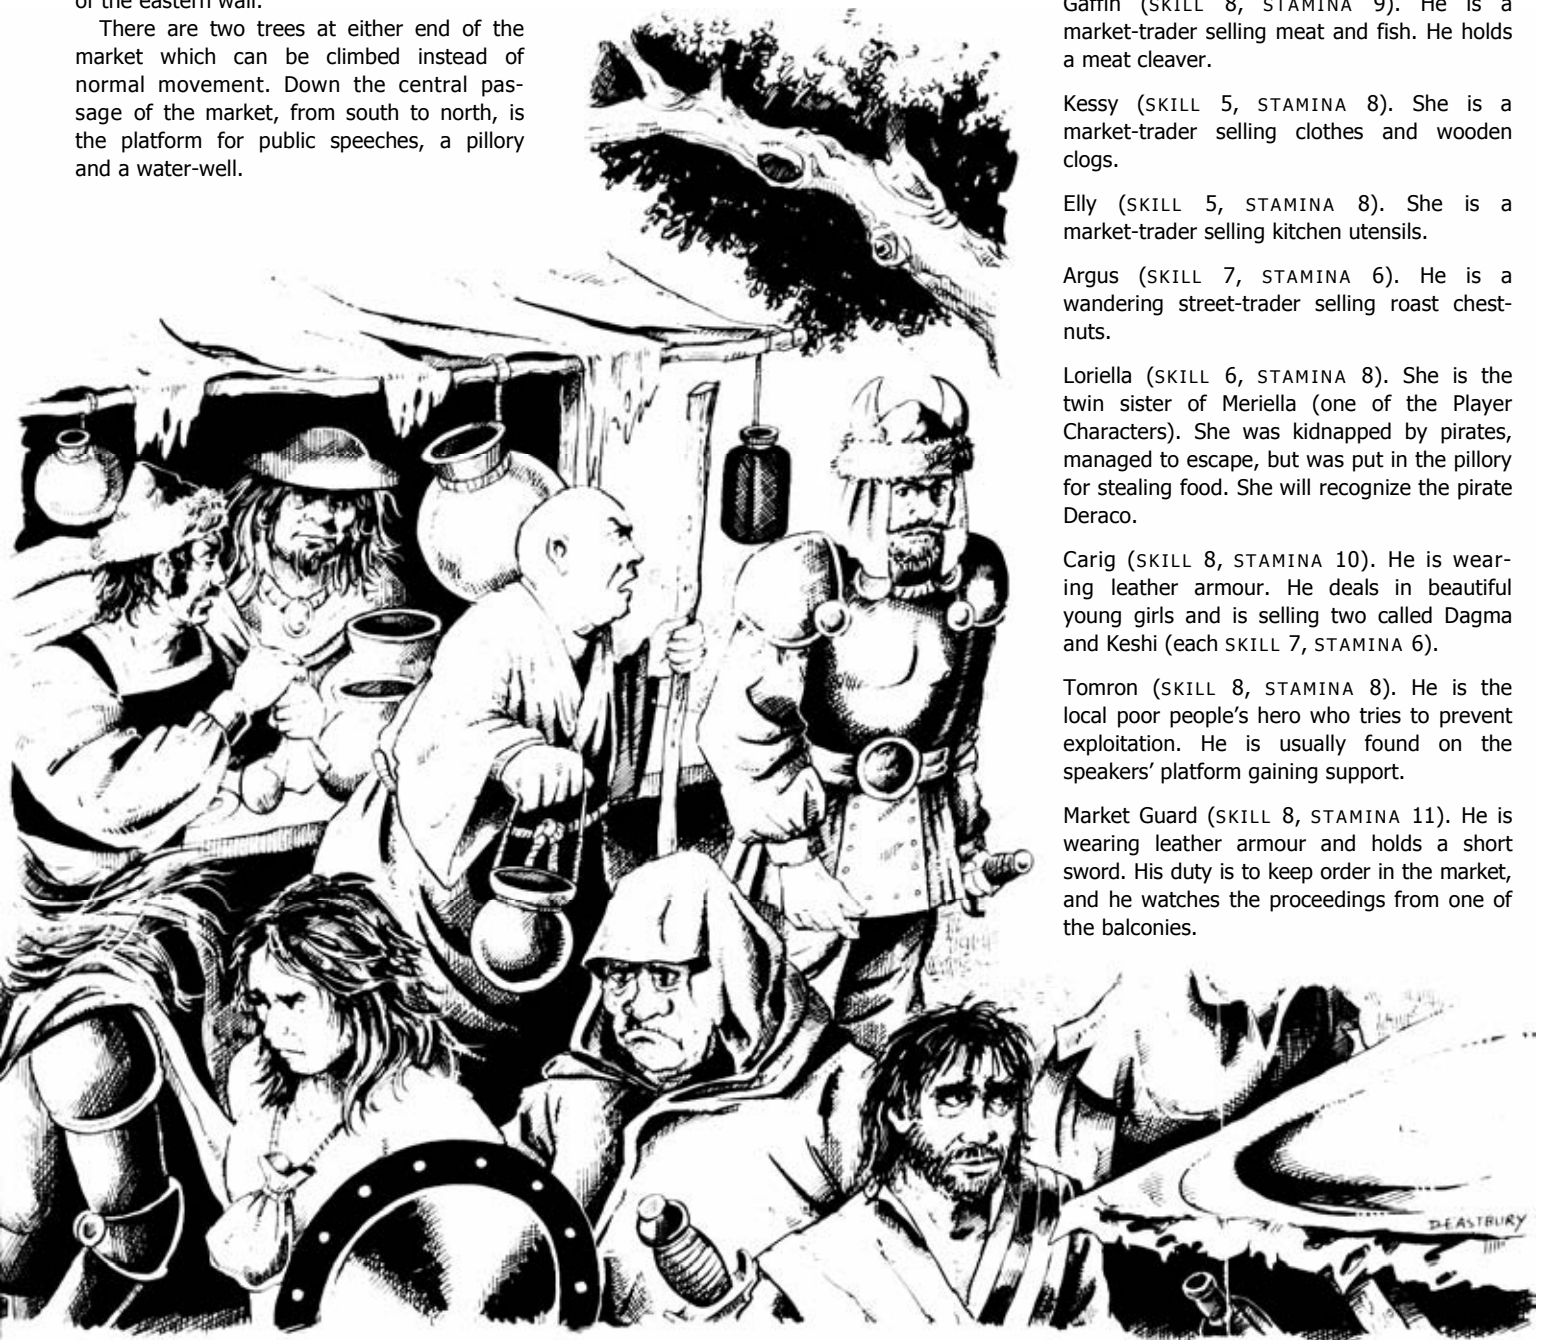 of the eastern wall.
There are two trees at either end of the
market which can be climbed instead of
normal movement. Down the central pas-
sage of the market, from south to north, is
the platform for public speeches, a pillory
and a water-well.
Gaffin (SKILL 8, STAMINA 9). He is a
market-trader selling meat and fish. He holds
a meat cleaver.
Kessy (SKILL 5, STAMINA 8). She is a
market-trader selling clothes and wooden
clogs.
Elly (SKILL 5, STAMINA 8). She is a
market-trader selling kitchen utensils.
Argus (SKILL 7, STAMINA 6). He is a
wandering street-trader selling roast chest-
nuts.
Loriella (SKILL 6, STAMINA 8). She is the
twin sister of Meriella (one of the Player
Characters). She was kidnapped by pirates,
managed to escape, but was put in the pillory
for stealing food. She will recognize the pirate
Deraco.
Carig (SKILL 8, STAMINA 10). He is wear-
ing leather armour. He deals in beautiful
young girls and is selling two called Dagma
and Keshi (each SKILL 7, STAMINA 6).
Tomron (SKILL 8, STAMINA 8). He is the
local poor people’s hero who tries to prevent
exploitation. He is usually found on the
speakers’ platform gaining support.
Market Guard (SKILL 8, STAMINA 11). He is
wearing leather armour and holds a short
sword. His duty is to keep order in the market,
and he watches the proceedings from one of
the balconies.
D·EASTBURY